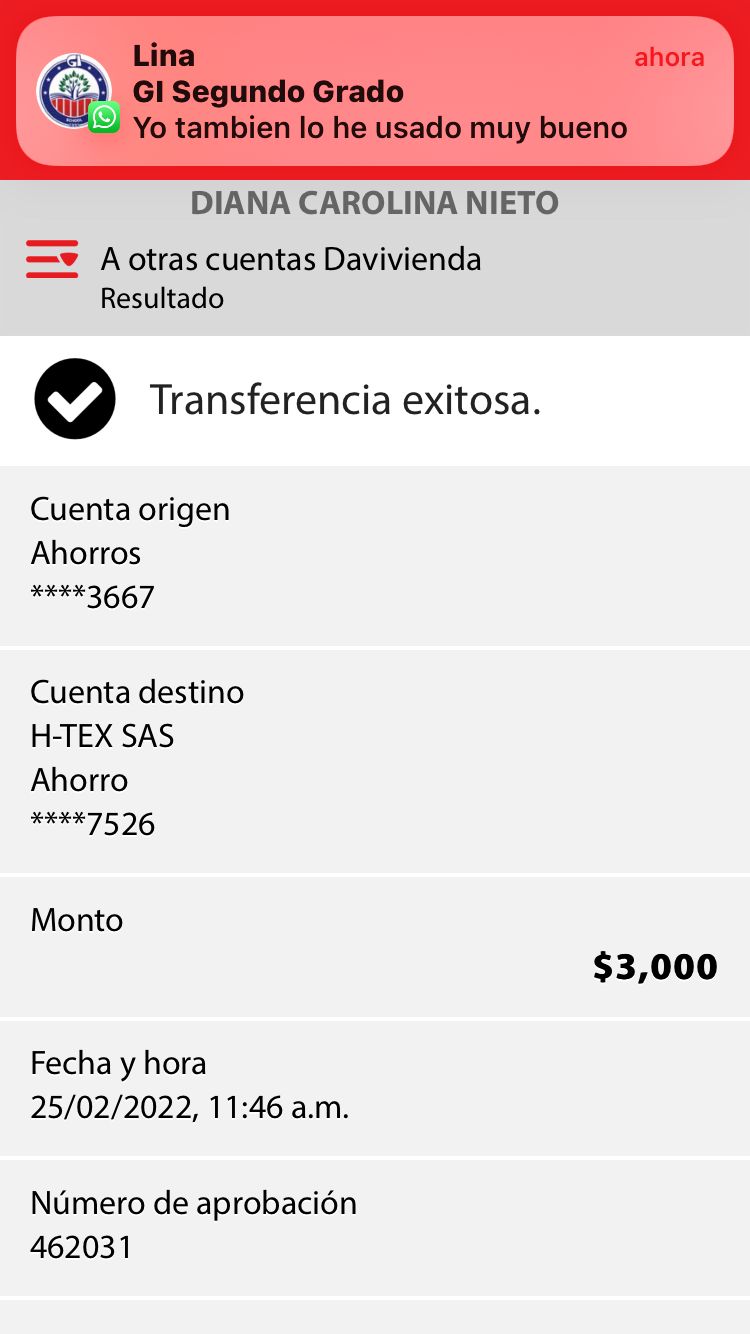 Lina
ahora
GI Segundo Grado
Yo tambien lo he usado muy bueno
DIANA CAROLINA NIETO
A otras cuentas Davivienda
Resultado
Transferencia exitosa.
Cuenta origen
Ahorros
****3667
Cuenta destino
H-TEX SAS
Ahorro
****7526
Monto
$3,000
Fecha y hora
25/02/2022, 11:46 a.m.
Número de aprobación
462031